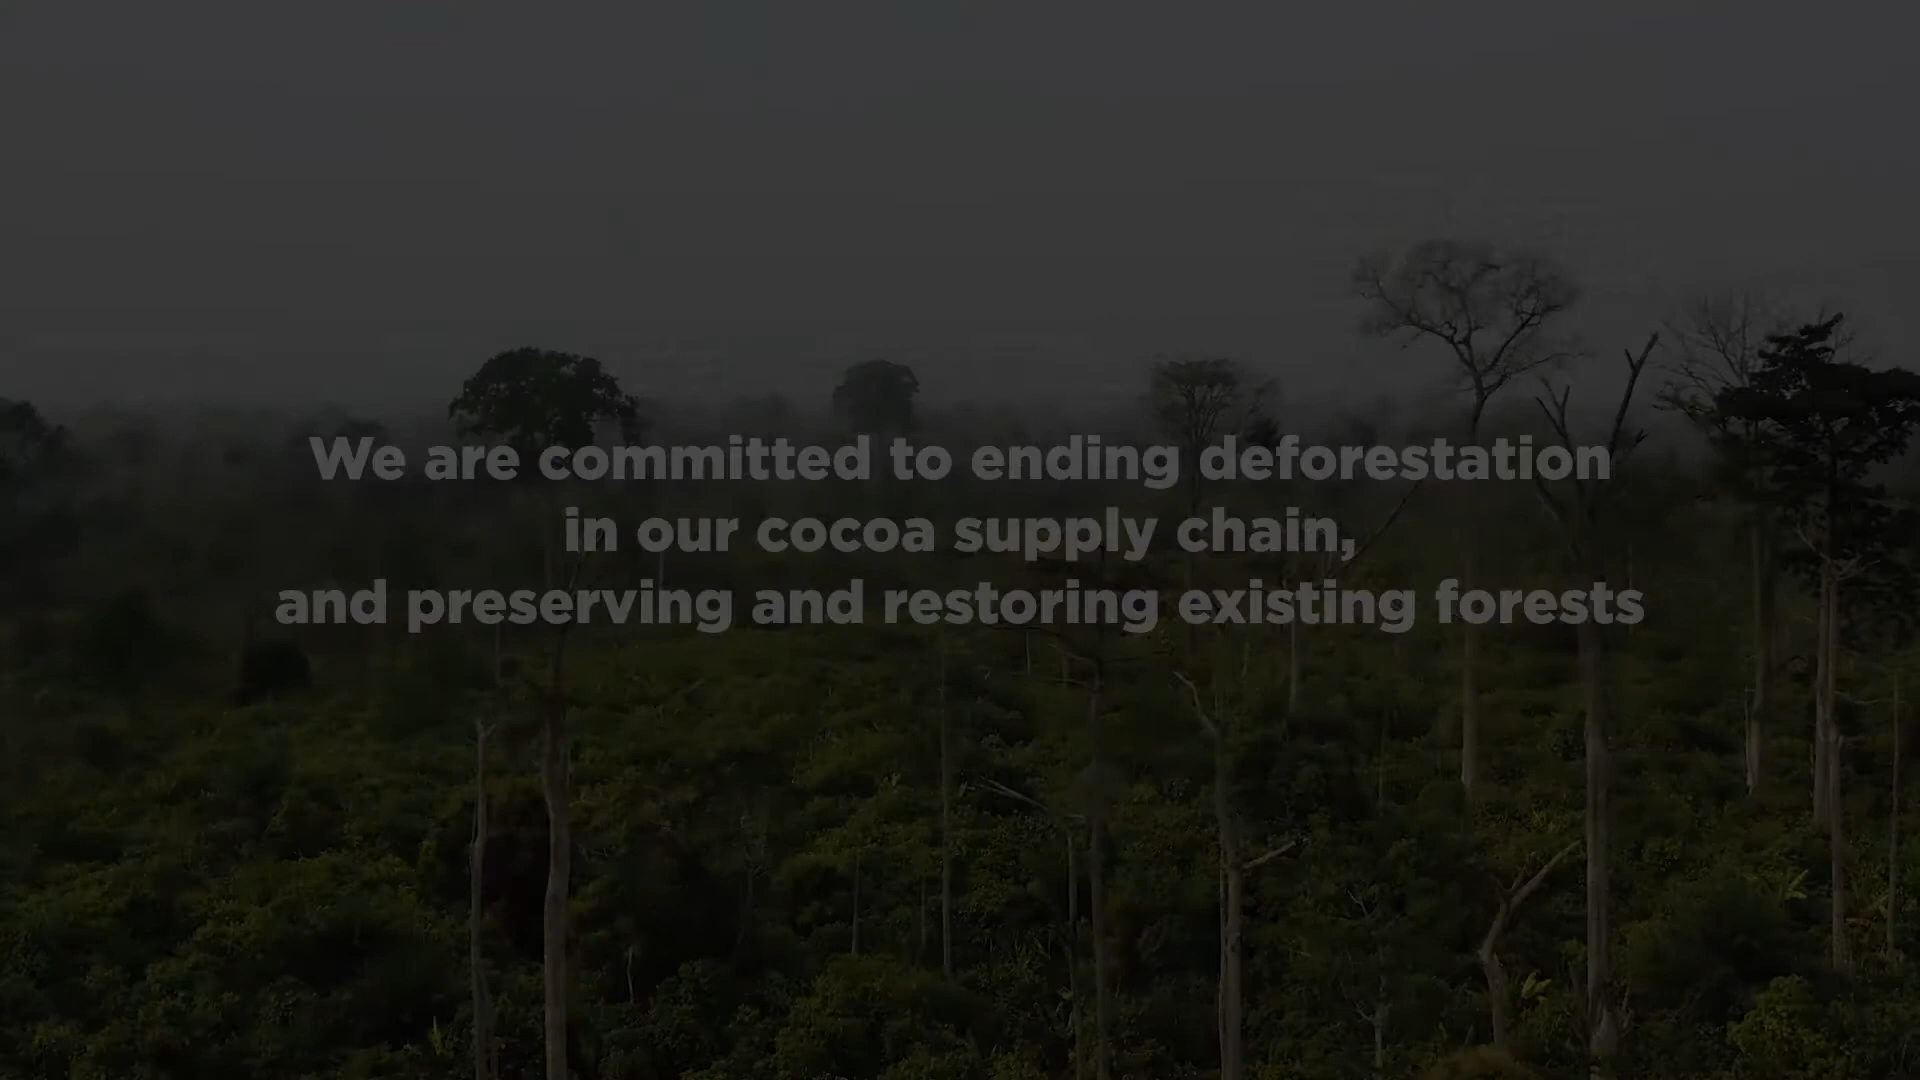 We are committed to ending deforestation
in our cocoa supply chain,
and preserving and restoring existing forests